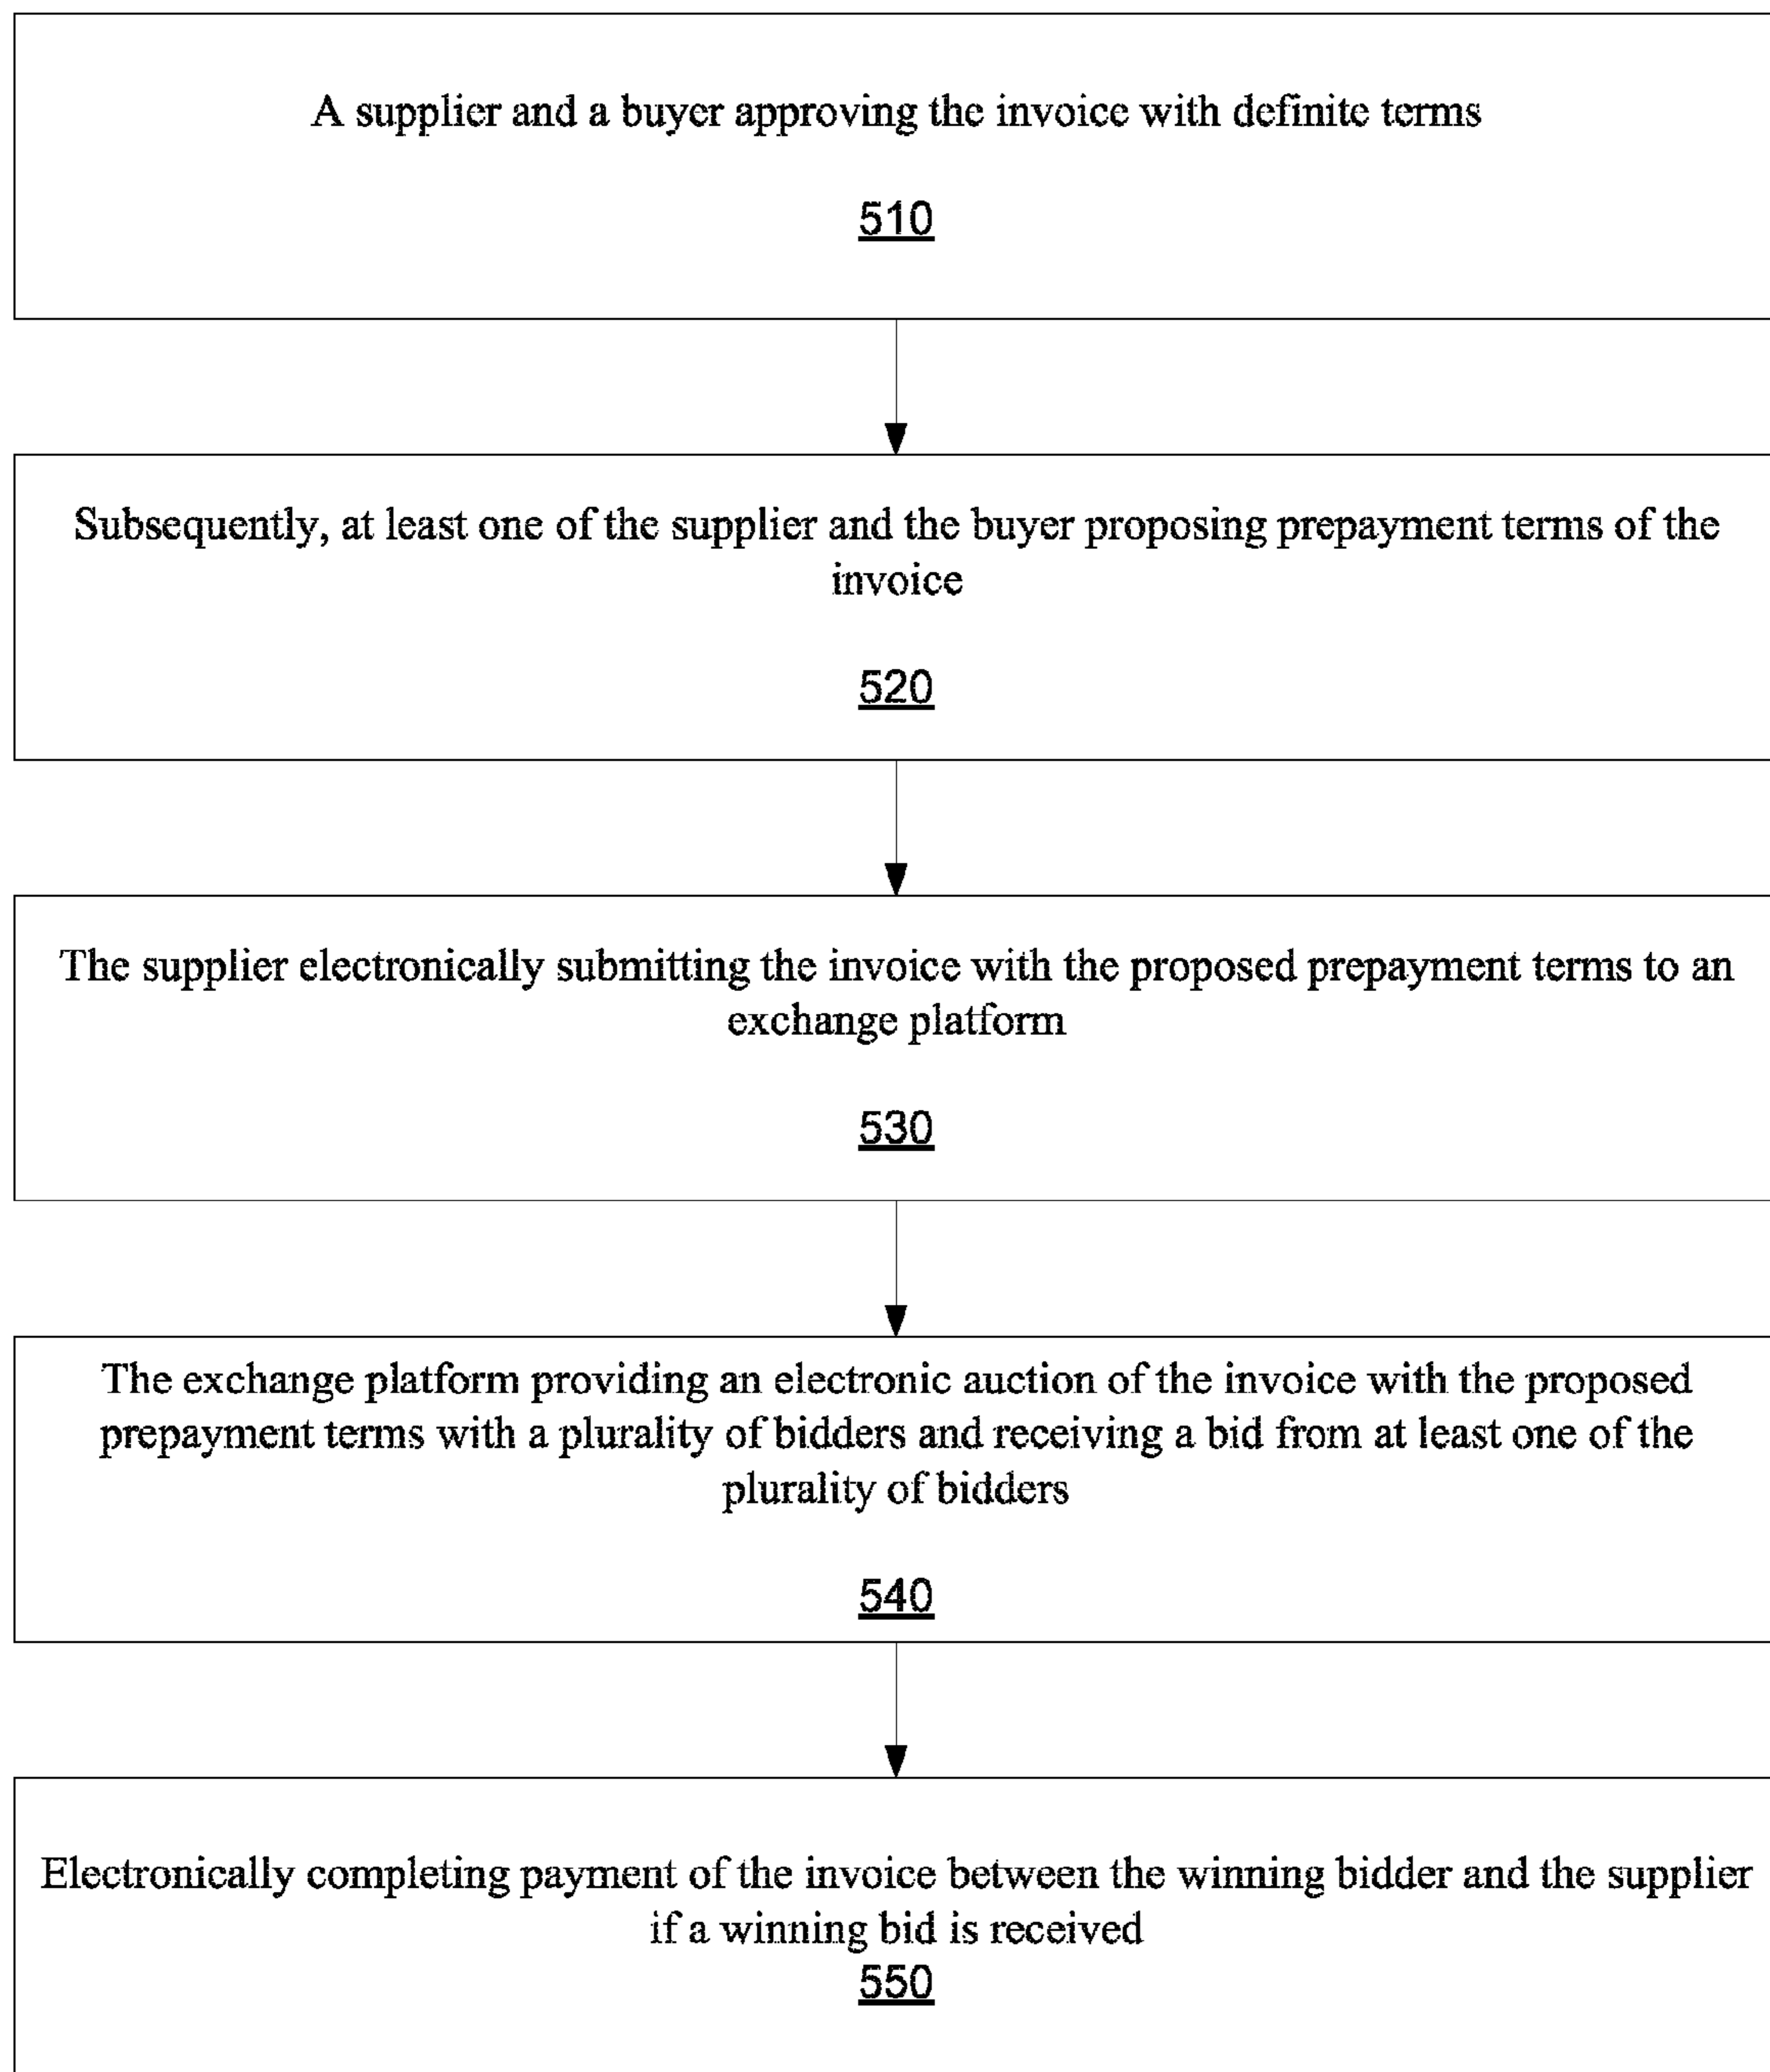 A supplier and a buyer approving the invoice with definite terms
510
Subsequently, at least one of the supplier and the buyer proposing prepayment terms of the
invoice
520
The supplier electronically submitting the invoice with the proposed prepayment terms to an
exchange platform
530
The exchange platform providing an electronic auction of the invoice with the proposed
prepayment terms with a plurality of bidders and receiving a bid from at least one of the
plurality of bidders
540
Electronically completing payment of the invoice between the winning bidder and the supplier
if a winning bid is received
550